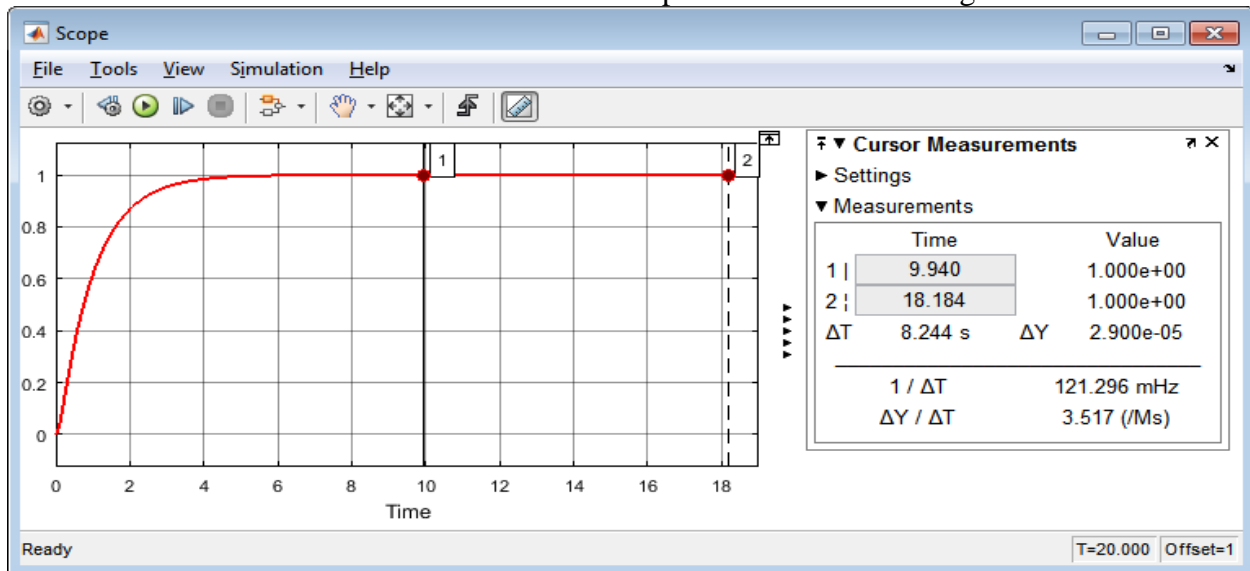 Scope
File Tools View Simulation Help
1
0.8
0.6
0.4
0.2
0
1
2
0 2 4 6 8 10 12 14 16 18
Time
Cursor Measurements
Settings
Measurements
Time Value
1 | 9.940 1.000e+00
2 ¦ 18.184 1.000e+00
ΔT 8.244 s ΔY 2.900e-05
1 / ΔT 121.296 mHz
ΔY / ΔT 3.517 (/Ms)
Ready T=20.000 Offset=1